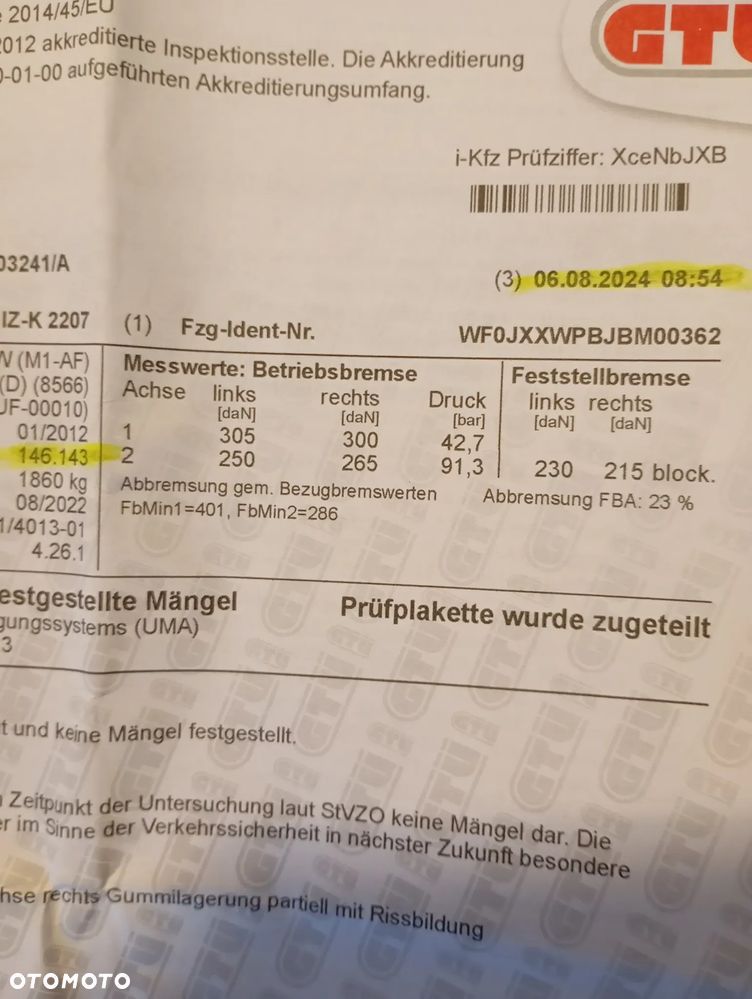 2014/45/EU
2012 akkreditierte Inspektionsstelle. Die Akkreditierung
0-01-00 aufgeführten Akkreditierungsumfang.
GTÜ
i-Kfz Prüfziffer: XceNbJXB
03241/A
(3) 06.08.2024 08:54
IZ-K 2207 (1) Fzg-Ident-Nr. WF0JXXWPBJBM00362
(M1-AF) Messwerte: Betriebsbremse Feststellbremse
(D) (8566) Achse links rechts Druck links rechts
UF-00010) [daN] [daN] [bar] [daN] [daN]
01/2012 1 305 300 42,7
146.143 2 250 265 91,3 230 215 block.
1860 kg Abbremsung gem. Bezugbremswerten Abbremsung FBA: 23 %
08/2022 FbMin1=401, FbMin2=286
1/4013-01
4.26.1
estgestellte Mängel Prüfplakette wurde zugeteilt
gungssystems (UMA)
3
t und keine Mängel festgestellt.
Zeitpunkt der Untersuchung laut StVZO keine Mängel dar. Die
er im Sinne der Verkehrssicherheit in nächster Zukunft besondere
hse rechts Gummilagerung partiell mit Rissbildung
OTOMOTO